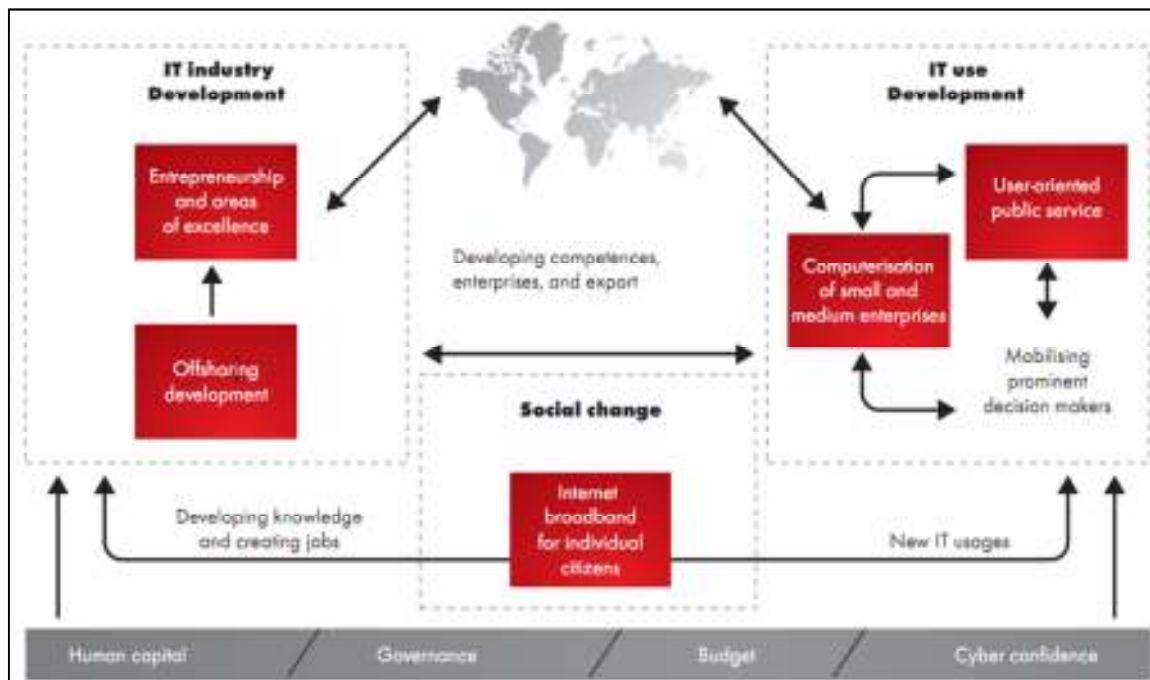 IT industry
Development
Entrepreneurship
and areas
of excellence
Offsharing
development
Developing competences,
enterprises, and export
IT use
Development
User-oriented
public service
Computerisation
of small and
medium enterprises
Mobilising
prominent
decision makers
Social change
Internet
broadband
for individual
citizens
Developing knowledge
and creating jobs
New IT usages
Human capital
Governance
Budget
Cyber confidence